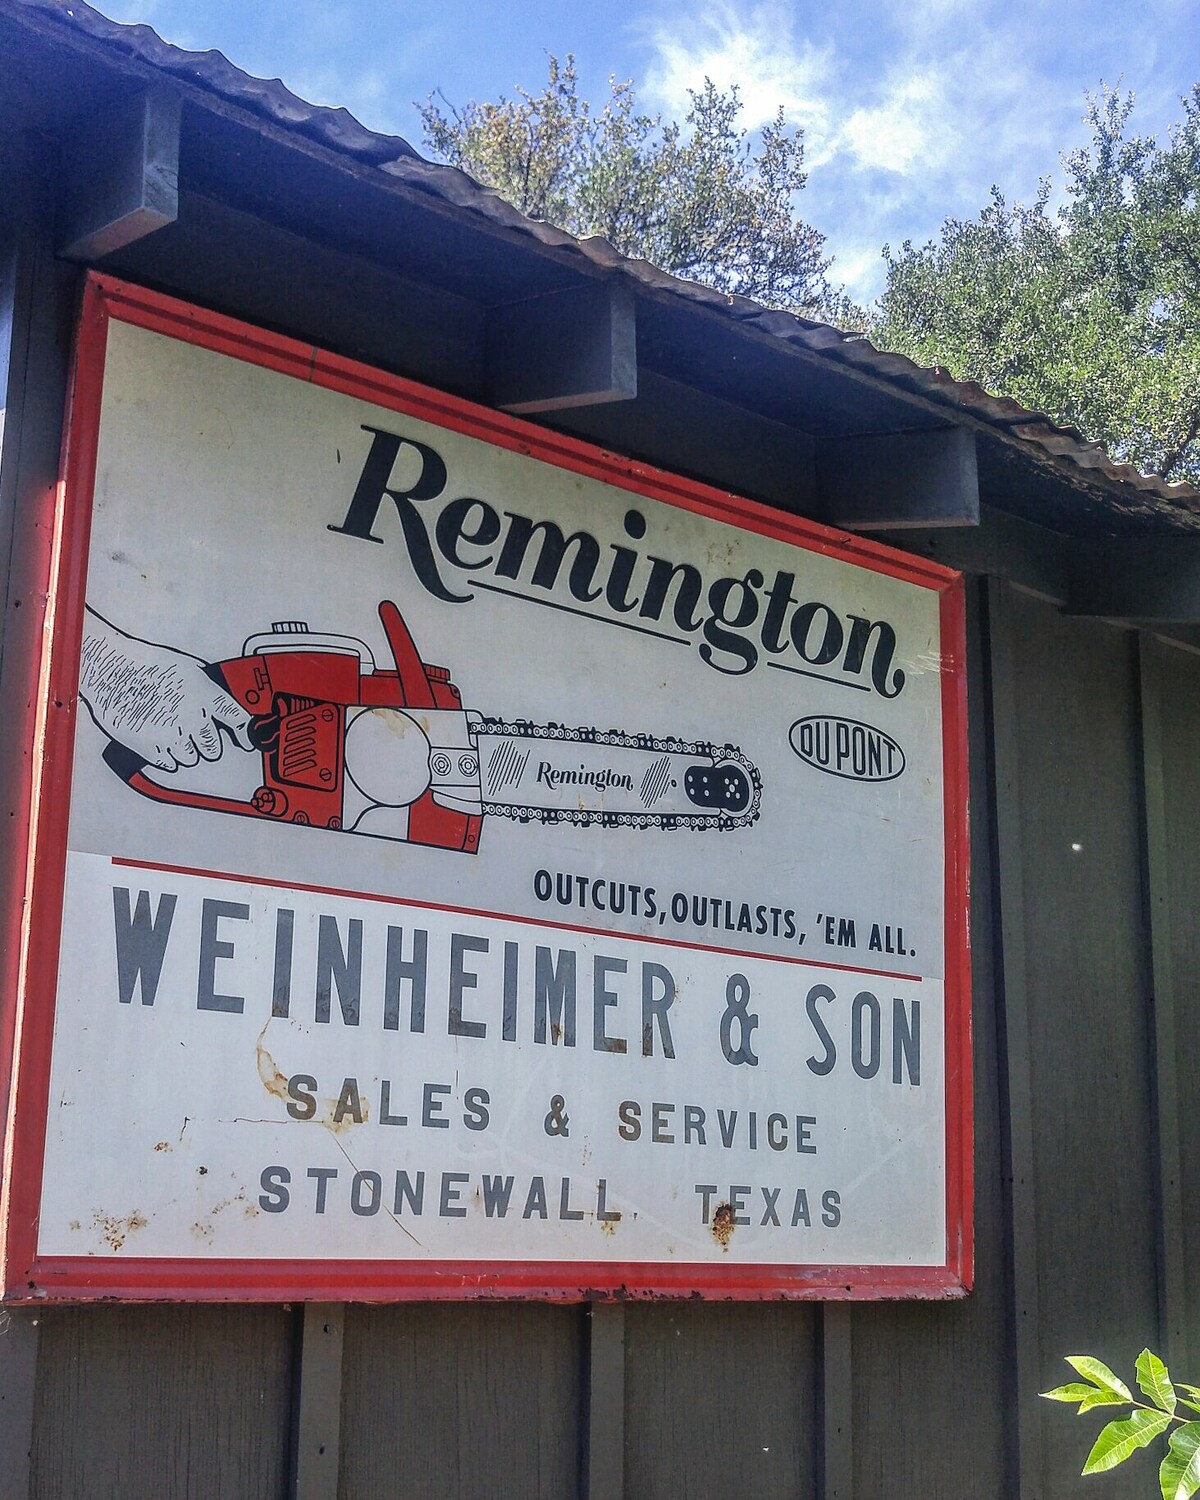 Remington
DU PONT
Remington
OUTCUTS, OUTLASTS, 'EM ALL.
WEINHEIMER & SON
SALES & SERVICE
STONEWALL, TEXAS